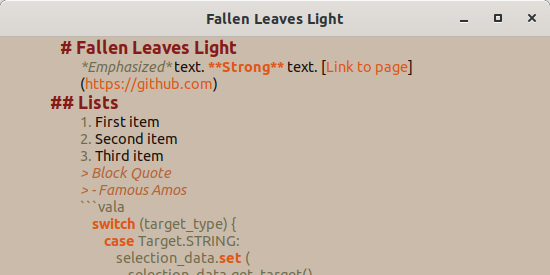 Fallen Leaves Light
# Fallen Leaves Light
*Emphasized* text. **Strong** text. [Link to page]
(https://github.com)
## Lists
1. First item
2. Second item
3. Third item
> Block Quote
> - Famous Amos
```vala
switch (target_type) {
case Target.STRING:
selection_data.set (
selection_data.get_target()